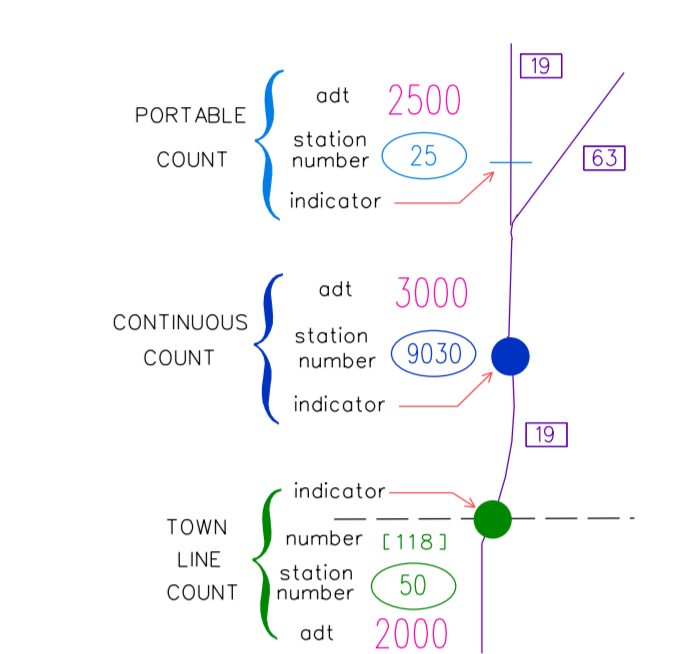 19
adt 2500
PORTABLE
COUNT
station
number 25
63
indicator
adt 3000
CONTINUOUS
COUNT
station
number 9030
indicator
19
indicator
TOWN
LINE
COUNT
number [118]
station
number 50
adt 2000